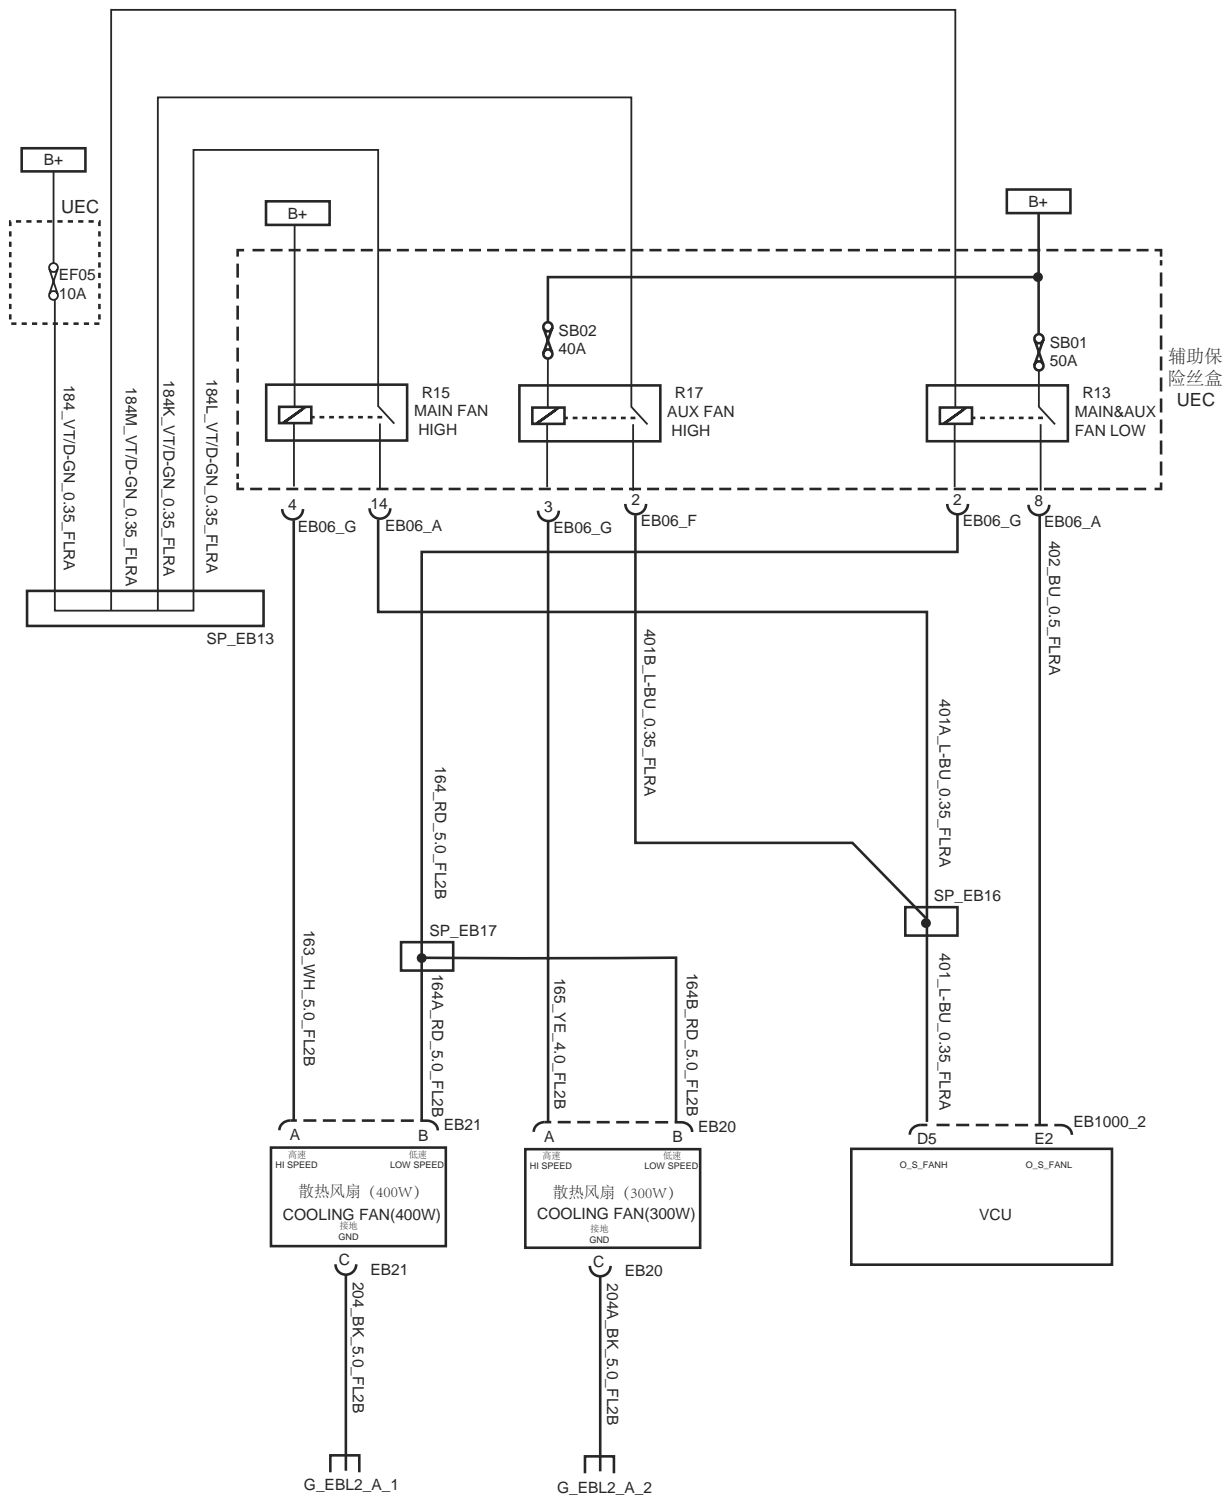 B+
UEC
EF05
10A
B+
B+
SB02
40A
SB01
50A
辅助保
险丝盒
UEC
R15
MAIN FAN
HIGH
R17
AUX FAN
HIGH
R13
MAIN&AUX
FAN LOW
184_VT/D-GN_0.35_FLRA
184M_VT/D-GN_0.35_FLRA
184K_VT/D-GN_0.35_FLRA
184L_VT/D-GN_0.35_FLRA
4
EB06_G
14
EB06_A
3
EB06_G
2
EB06_F
2
EB06_G
8
EB06_A
SP_EB13
402_BU_0.5_FLRA
401B_L-BU_0.35_FLRA
401A_L-BU_0.35_FLRA
164_RD_5.0_FL2B
SP_EB16
SP_EB17
163_WH_5.0_FL2B
164A_RD_5.0_FL2B
165_YE_4.0_FL2B
164B_RD_5.0_FL2B
401_L-BU_0.35_FLRA
A
B
EB21
A
B
EB20
D5
E2
EB1000_2
高速
HI SPEED
低速
LOW SPEED
散热风扇（400W）
COOLING FAN(400W)
接地
GND
高速
HI SPEED
低速
LOW SPEED
散热风扇（300W）
COOLING FAN(300W)
接地
GND
O_S_FANH
O_S_FANL
VCU
C
EB21
C
EB20
204_BK_5.0_FL2B
204A_BK_5.0_FL2B
G_EBL2_A_1
G_EBL2_A_2